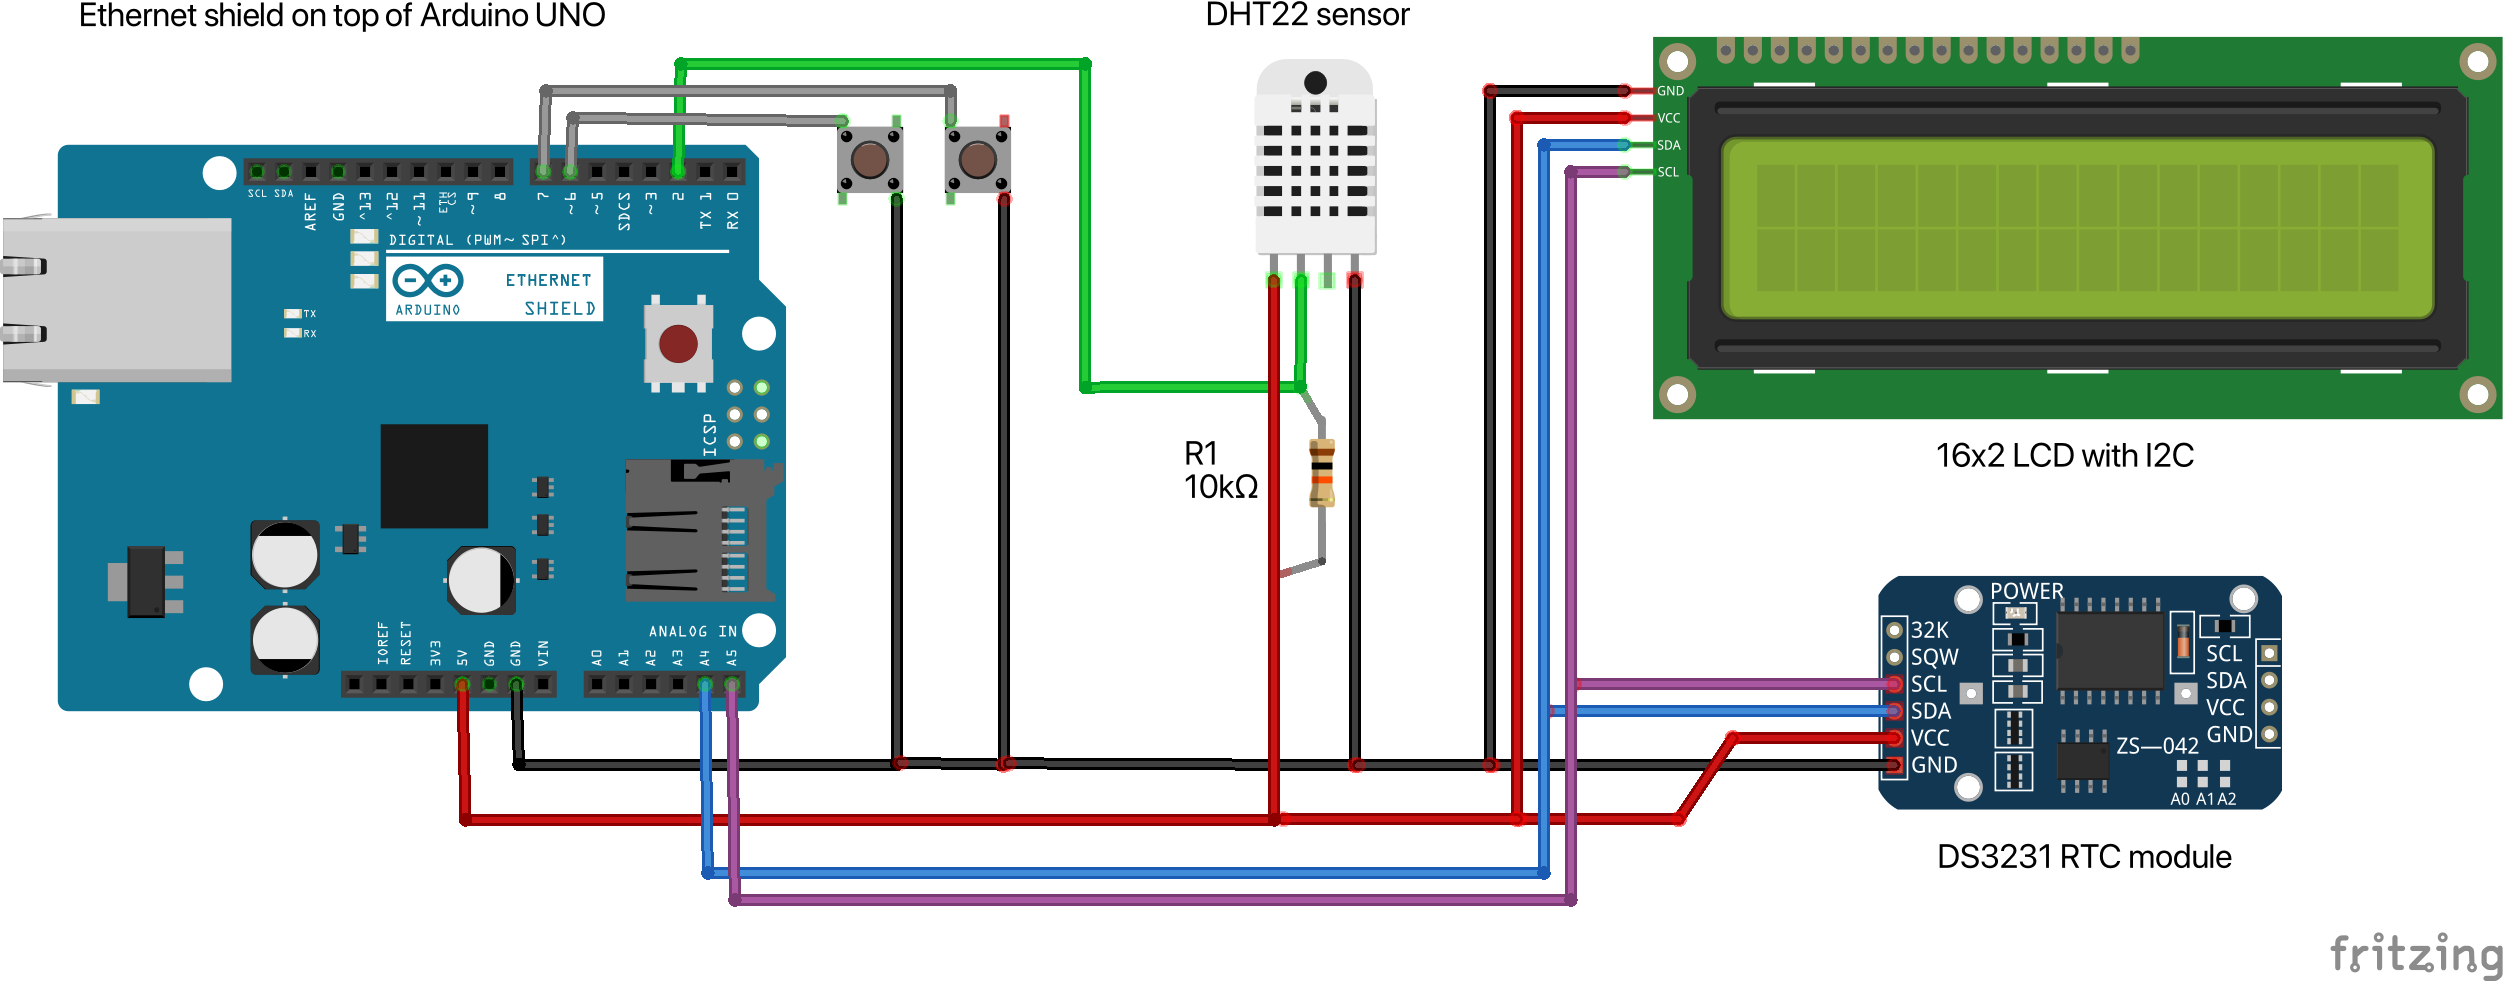 Ethernet shield on top of Arduino UNO
DHT22 sensor
GND
VCC
SDA
SCL
SCL SDA AREF GND ^13 ^12 ~11 ETH CS ~9 8 7 ~6 ~5 SDCS ~3 2 TX 1 RX 0
DIGITAL (PWM~ SPI^)
ETHERNET
SHIELD
ARDUINO
TX
RX
ICSP
R1
10kΩ
16x2 LCD with I2C
ANALOG IN
IOREF RESET 3V3 5V GND GND VIN A0 A1 A2 A3 A4 A5
POWER
32K
SQW
SCL
SDA
VCC
GND
SCL
SDA
VCC
GND
ZS—042
A0 A1 A2
DS3231 RTC module
fritzing